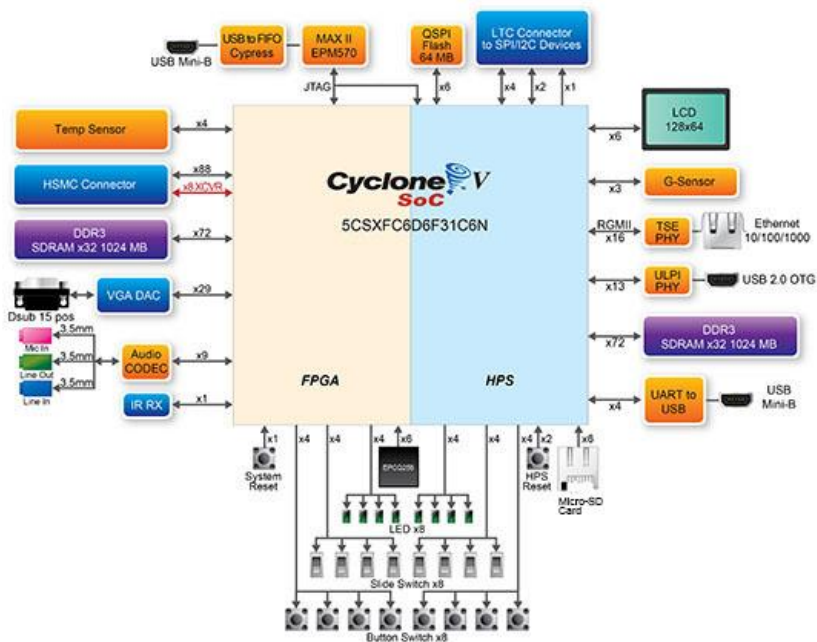 USB Mini-B
USB to FIFO
Cypress
MAX II
EPM570
QSPI
Flash
64 MB
LTC Connector
to SPI/I2C Devices
JTAG
x6
x4
x2
x1
Temp Sensor
x4
HSMC Connector
x88
x8 XCVR
DDR3
SDRAM x32 1024 MB
x72
Dsub 15 pos
VGA DAC
x29
3.5mm
Mic In
3.5mm
Line Out
3.5mm
Line In
Audio
CODEC
x9
IR RX
x1
Cyclone V
SoC
5CSXFC6D6F31C6N
FPGA
HPS
x6
LCD
128x64
x3
G-Sensor
RGMII
x16
TSE
PHY
Ethernet
10/100/1000
x13
ULPI
PHY
USB 2.0 OTG
x72
DDR3
SDRAM x32 1024 MB
x4
UART to
USB
USB
Mini-B
x1
x4
x4
x4
x6
x4
x4
x4
x2
x6
System
Reset
EPCQ256
HPS
Reset
Micro-SD
Card
LED x8
Slide Switch x8
Button Switch x8